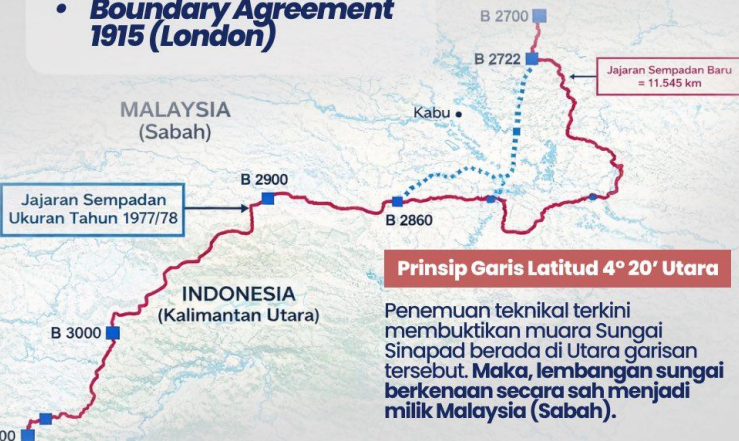 • Boundary Agreement
1915 (London)
B 2700
B 2722
Jajaran Sempadan Baru
= 11.545 km
MALAYSIA
(Sabah)
Kabu
B 2900
Jajaran Sempadan
Ukuran Tahun 1977/78
B 2860
Prinsip Garis Latitud 4° 20' Utara
INDONESIA
(Kalimantan Utara)
Penemuan teknikal terkini
membuktikan muara Sungai
Sinapad berada di Utara garisan
tersebut. Maka, lembangan sungai
berkenaan secara sah menjadi
milik Malaysia (Sabah).
B 3000